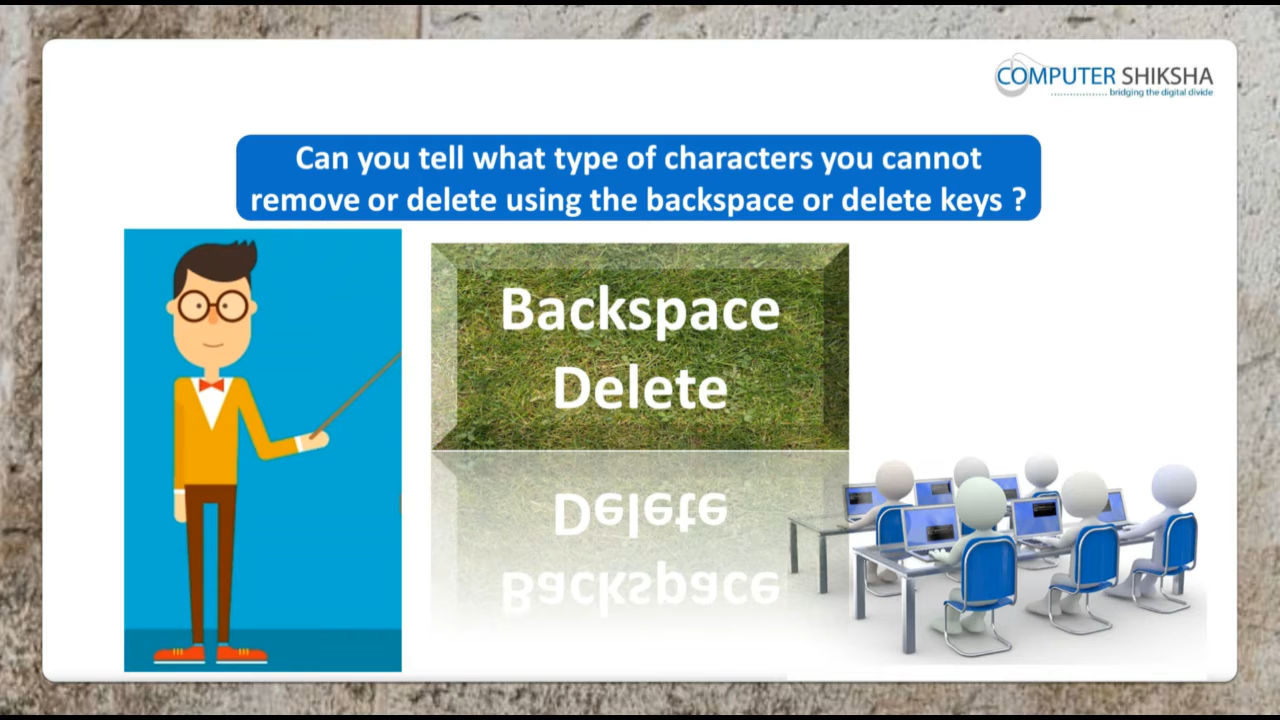 COMPUTER SHIKSHA
bridging the digital divide
Can you tell what type of characters you cannot
remove or delete using the backspace or delete keys ?
Backspace
Delete
Delete
Backspace